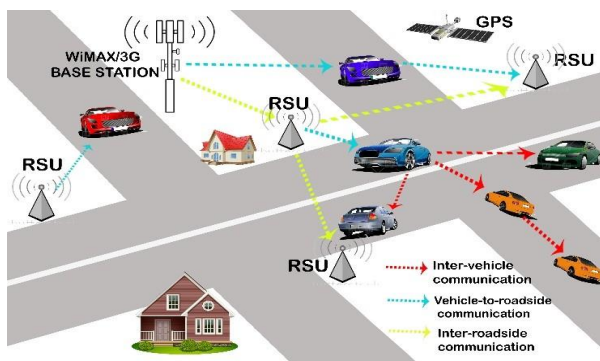 GPS
WiMAX/3G
BASE STATION
RSU
RSU
RSU
RSU
Inter-vehicle
communication
Vehicle-to-roadside
communication
Inter-roadside
communication